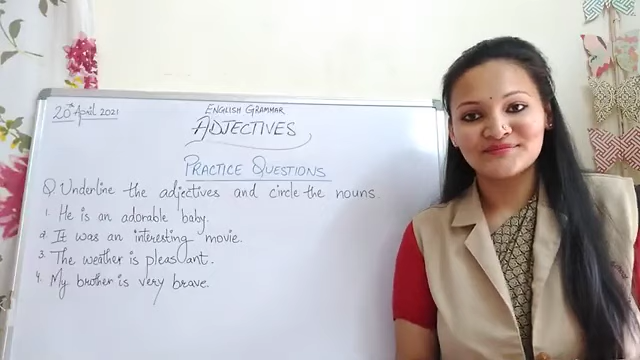 20th April 2021
ENGLISH GRAMMAR
ADJECTIVES
PRACTICE QUESTIONS
Q Underline the adjectives and circle the nouns.
1. He is an adorable baby.
2. It was an interesting movie.
3. The weather is pleasant.
4. My brother is very brave.